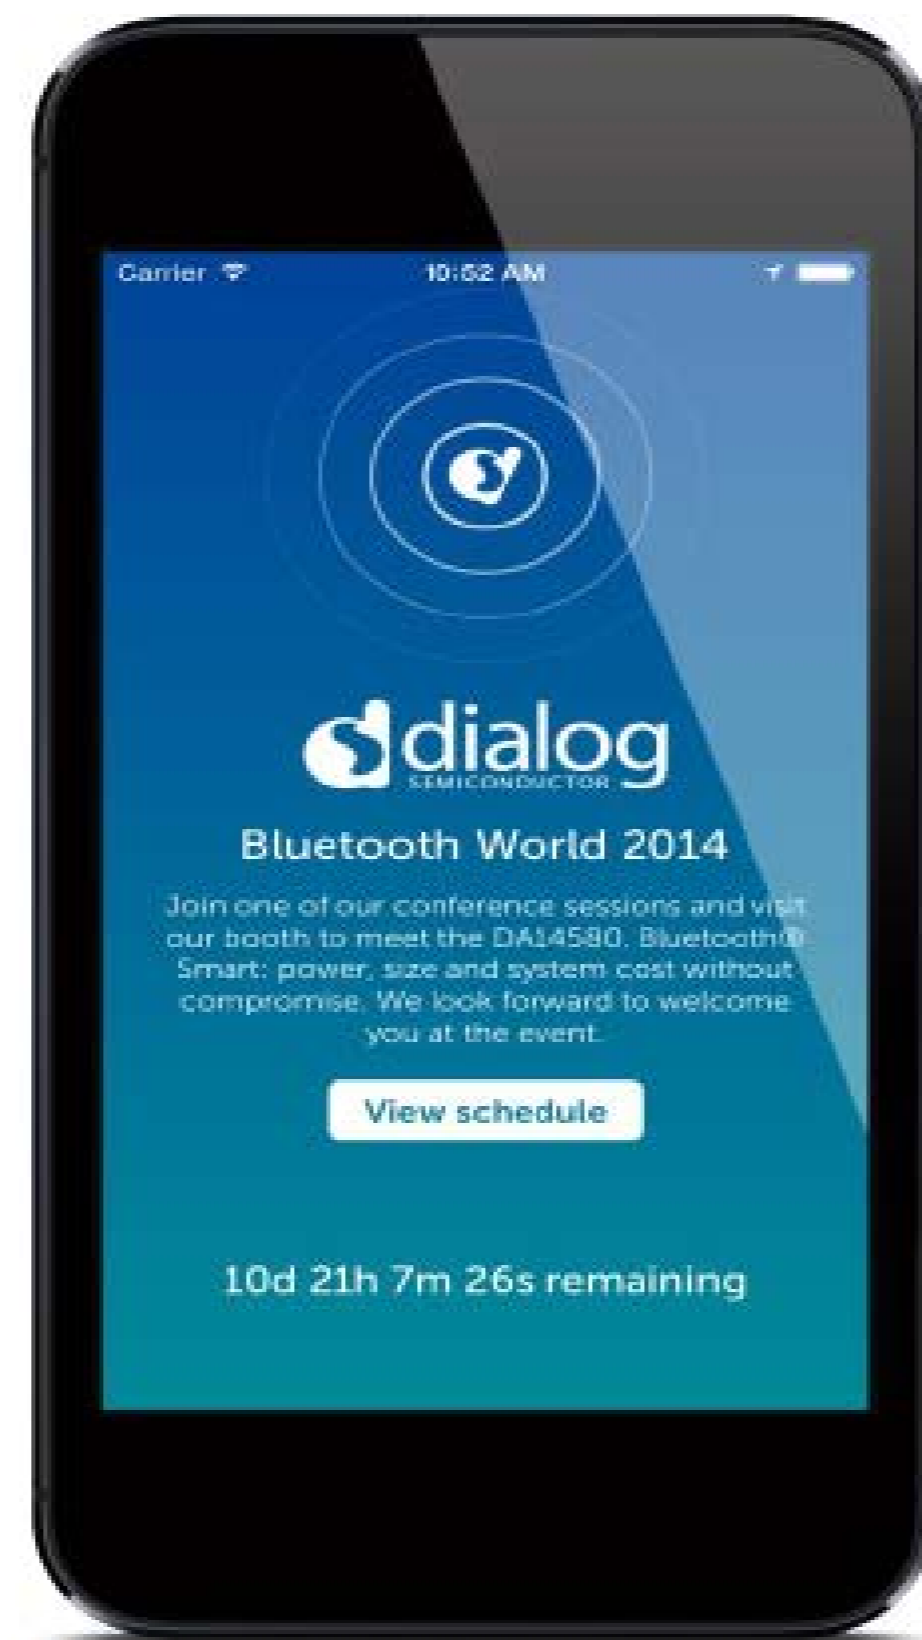 Carrier 10:52 AM
dialog
SEMICONDUCTOR
Bluetooth World 2014
Join one of our conference sessions and visit
our booth to meet the DA14580. Bluetooth®
Smart: power, size and system cost without
compromise. We look forward to welcome
you at the event.
View schedule
10d 21h 7m 26s remaining